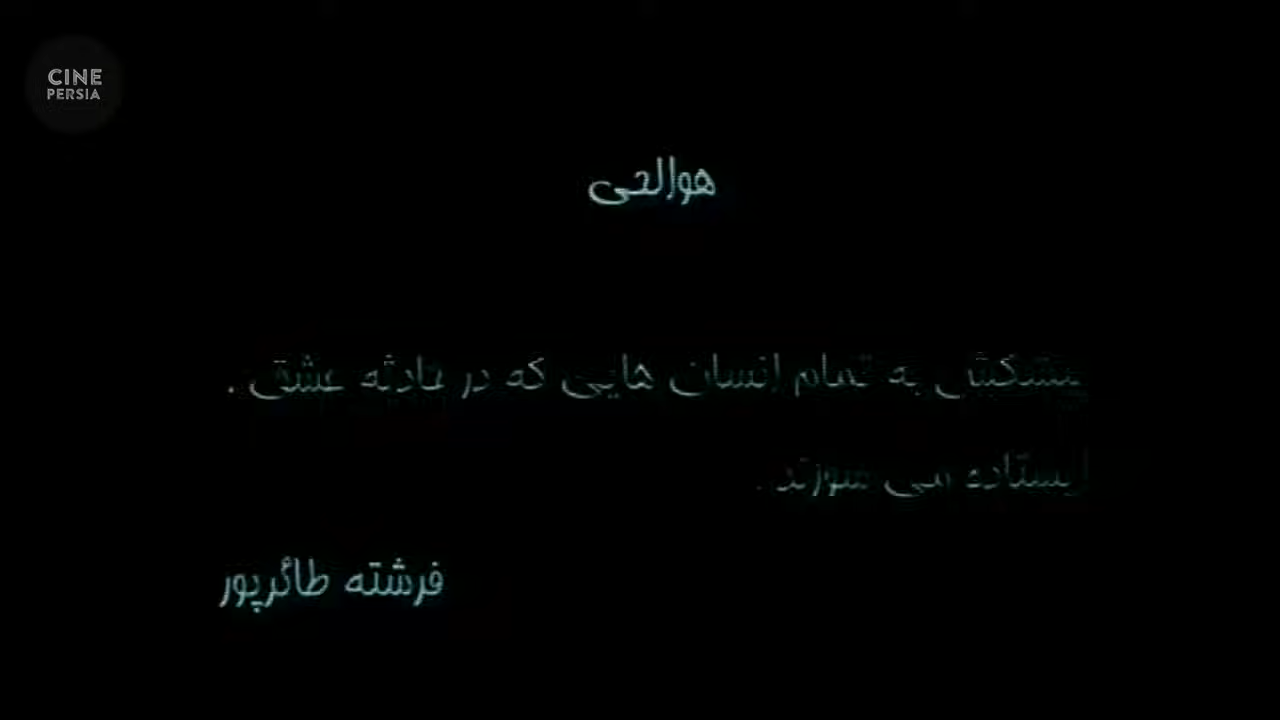 CINE
PERSIA
هوالحی
پیشکش به تمام انسان هایی که در حادثه عشق .
ایستاده می سوزند .
فرشته طائرپور